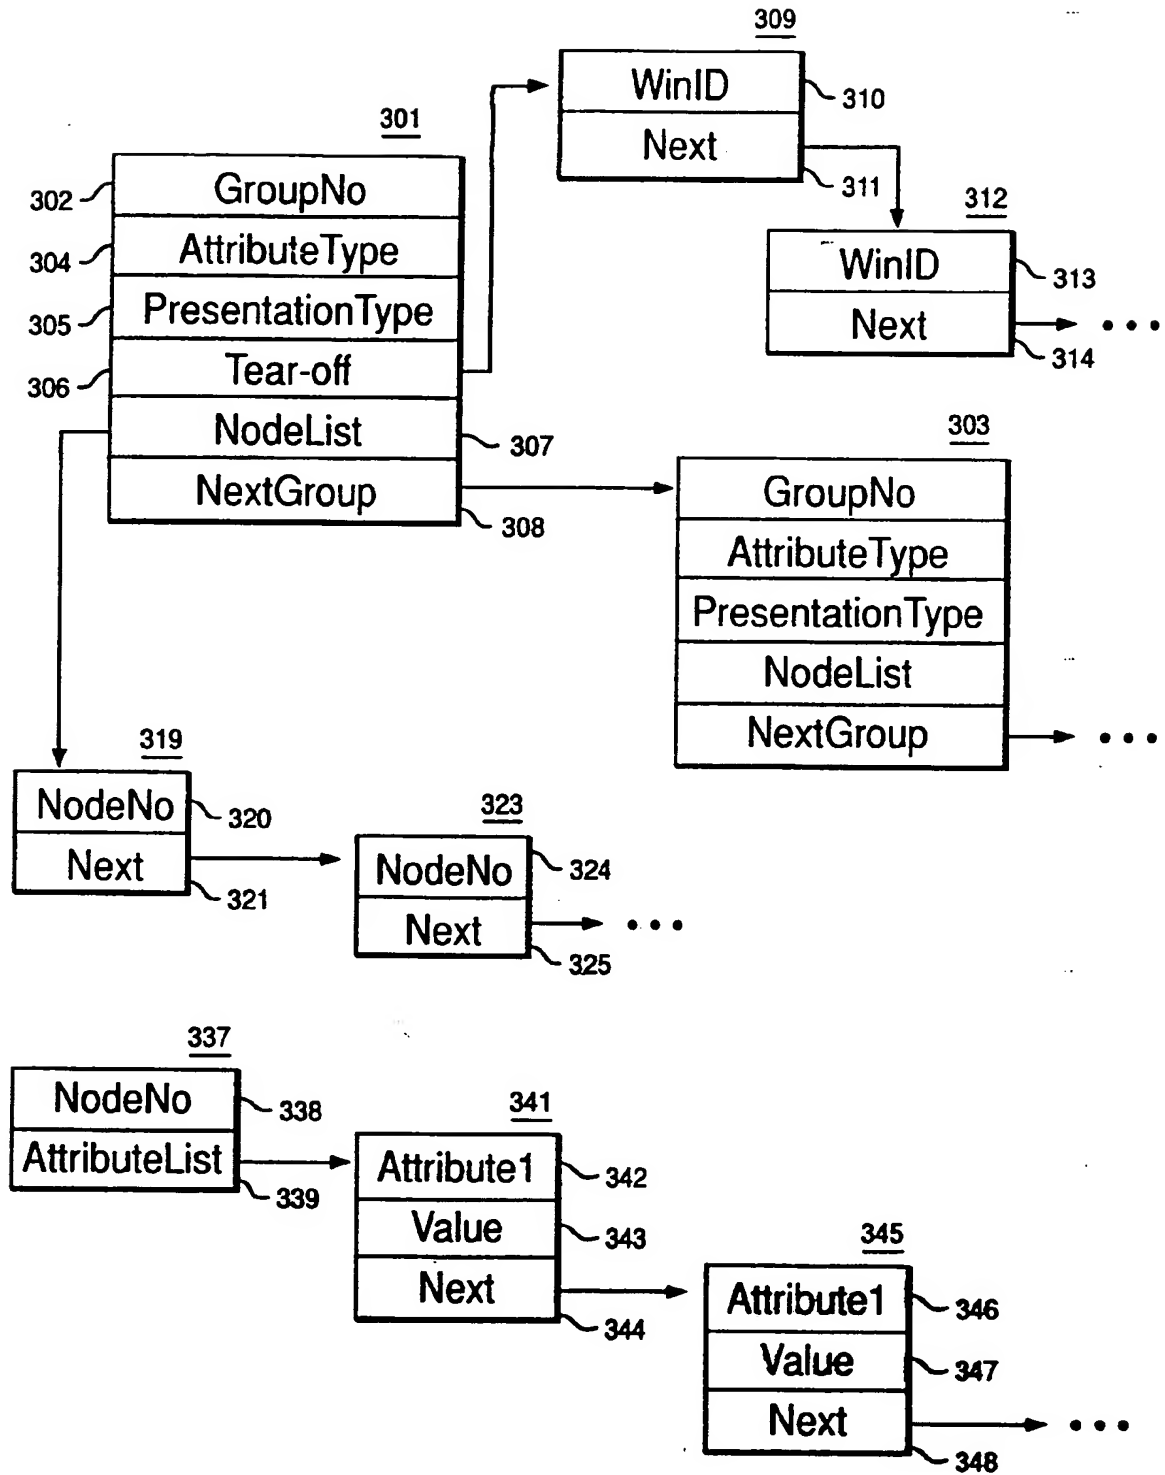 309
WinID
310
Next
311
301
302
GroupNo
304
AttributeType
305
PresentationType
306
Tear-off
NodeList
307
NextGroup
308
312
WinID
313
Next
314
303
GroupNo
AttributeType
PresentationType
NodeList
NextGroup
319
NodeNo
320
Next
321
323
NodeNo
324
Next
325
337
NodeNo
338
AttributeList
339
341
Attribute1
342
Value
343
Next
344
345
Attribute1
346
Value
347
Next
348